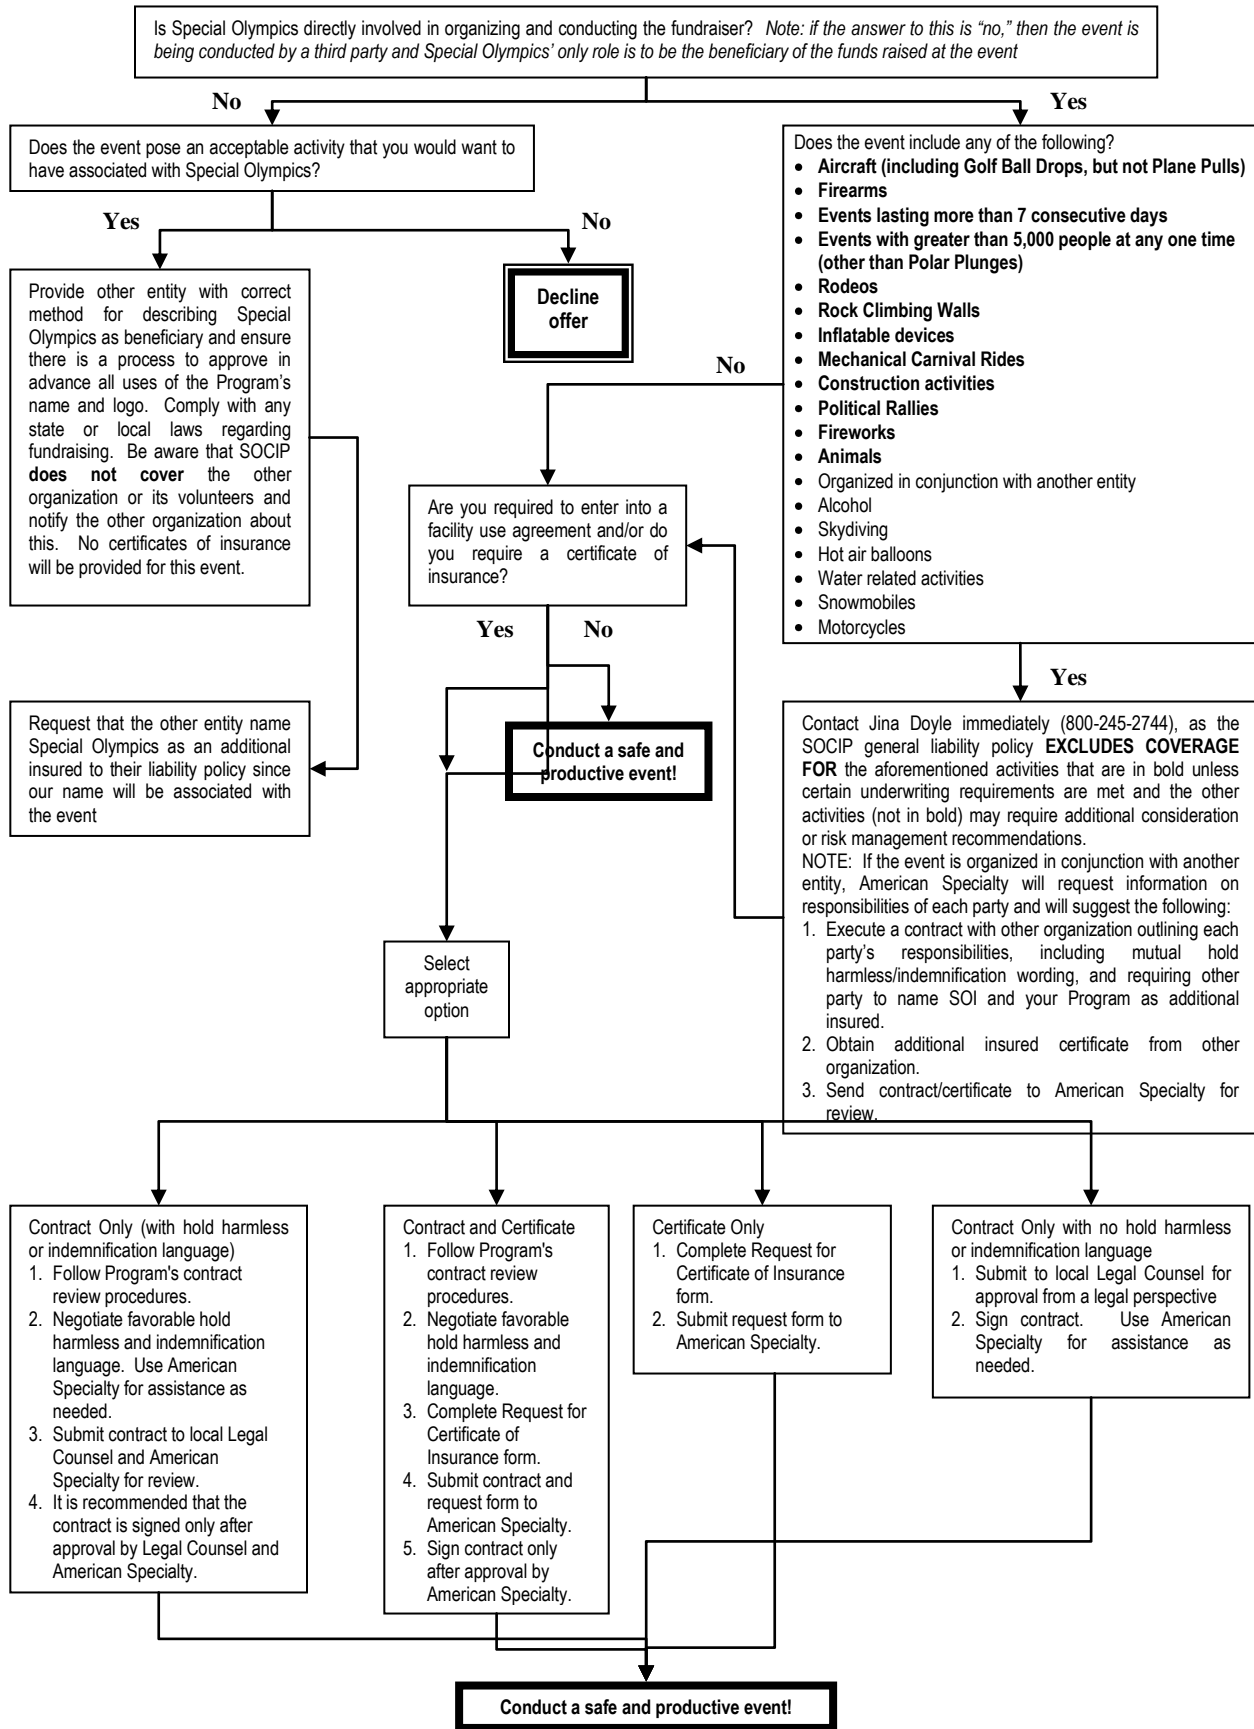 Is Special Olympics directly involved in organizing and conducting the fundraiser? Note: if the answer to this is “no,” then the event is
being conducted by a third party and Special Olympics’ only role is to be the beneficiary of the funds raised at the event
No
Yes
Does the event pose an acceptable activity that you would want to
have associated with Special Olympics?
Yes
No
Decline
offer
Provide other entity with correct
method for describing Special
Olympics as beneficiary and ensure
there is a process to approve in
advance all uses of the Program’s
name and logo. Comply with any
state or local laws regarding
fundraising. Be aware that SOCIP
does not cover the other
organization or its volunteers and
notify the other organization about
this. No certificates of insurance
will be provided for this event.
Request that the other entity name
Special Olympics as an additional
insured to their liability policy since
our name will be associated with
the event
Does the event include any of the following?
• Aircraft (including Golf Ball Drops, but not Plane Pulls)
• Firearms
• Events lasting more than 7 consecutive days
• Events with greater than 5,000 people at any one time
(other than Polar Plunges)
• Rodeos
• Rock Climbing Walls
• Inflatable devices
• Mechanical Carnival Rides
• Construction activities
• Political Rallies
• Fireworks
• Animals
• Organized in conjunction with another entity
• Alcohol
• Skydiving
• Hot air balloons
• Water related activities
• Snowmobiles
• Motorcycles
No
Yes
Are you required to enter into a
facility use agreement and/or do
you require a certificate of
insurance?
Yes
No
Conduct a safe and
productive event!
Contact Jina Doyle immediately (800-245-2744), as the
SOCIP general liability policy EXCLUDES COVERAGE
FOR the aforementioned activities that are in bold unless
certain underwriting requirements are met and the other
activities (not in bold) may require additional consideration
or risk management recommendations.
NOTE: If the event is organized in conjunction with another
entity, American Specialty will request information on
responsibilities of each party and will suggest the following:
1. Execute a contract with other organization outlining each
party’s responsibilities, including mutual hold
harmless/indemnification wording, and requiring other
party to name SOI and your Program as additional
insured.
2. Obtain additional insured certificate from other
organization.
3. Send contract/certificate to American Specialty for
review.
Select
appropriate
option
Contract Only (with hold harmless
or indemnification language)
1. Follow Program's contract
review procedures.
2. Negotiate favorable hold
harmless and indemnification
language. Use American
Specialty for assistance as
needed.
3. Submit contract to local Legal
Counsel and American
Specialty for review.
4. It is recommended that the
contract is signed only after
approval by Legal Counsel and
American Specialty.
Contract and Certificate
1. Follow Program's
contract review
procedures.
2. Negotiate favorable
hold harmless and
indemnification
language.
3. Complete Request for
Certificate of
Insurance form.
4. Submit contract and
request form to
American Specialty.
5. Sign contract only
after approval by
American Specialty.
Certificate Only
1. Complete Request for
Certificate of Insurance
form.
2. Submit request form to
American Specialty.
Contract Only with no hold harmless
or indemnification language
1. Submit to local Legal Counsel for
approval from a legal perspective
2. Sign contract. Use American
Specialty for assistance as
needed.
Conduct a safe and productive event!